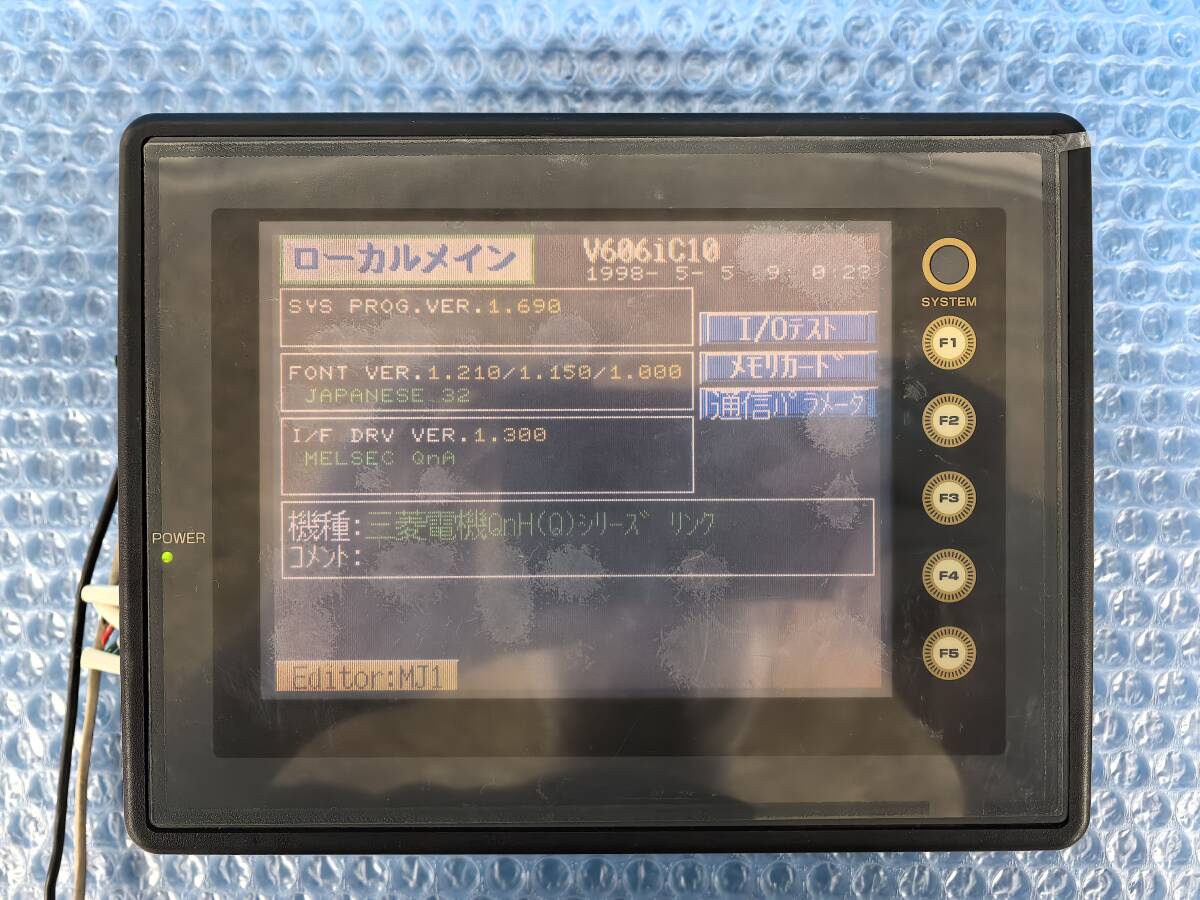 ローカルメイン
V606iC10
1998- 5- 5 9: 0:23
SYS PROG.VER.1.690
I/Oテスト
FONT VER.1.210/1.150/1.000
JAPANESE 32
メモリカード
通信パラメータ
I/F DRV VER.1.300
MELSEC QnA
機種:三菱電機QnH(Q)シリーズ リンク
コメント:
Editor:MJ1
POWER
SYSTEM
F1
F2
F3
F4
F5